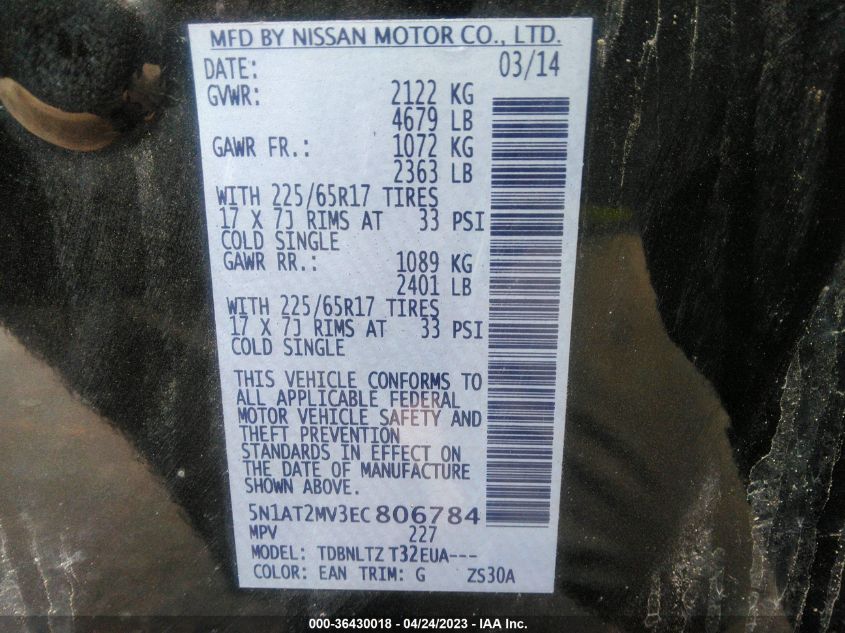 MFD BY NISSAN MOTOR CO., LTD.
DATE: 03/14
GVWR: 2122 KG
4679 LB
GAWR FR.: 1072 KG
2363 LB
WITH 225/65R17 TIRES
17 X 7J RIMS AT 33 PSI
COLD SINGLE
GAWR RR.: 1089 KG
2401 LB
WITH 225/65R17 TIRES
17 X 7J RIMS AT 33 PSI
COLD SINGLE
THIS VEHICLE CONFORMS TO
ALL APPLICABLE FEDERAL
MOTOR VEHICLE SAFETY AND
THEFT PREVENTION
STANDARDS IN EFFECT ON
THE DATE OF MANUFACTURE
SHOWN ABOVE.
5N1AT2MV3EC806784
MPV 227
MODEL: TDBNLTZ T32EUA---
COLOR: EAN TRIM: G ZS30A
000-36430018 - 04/24/2023 - IAA Inc.